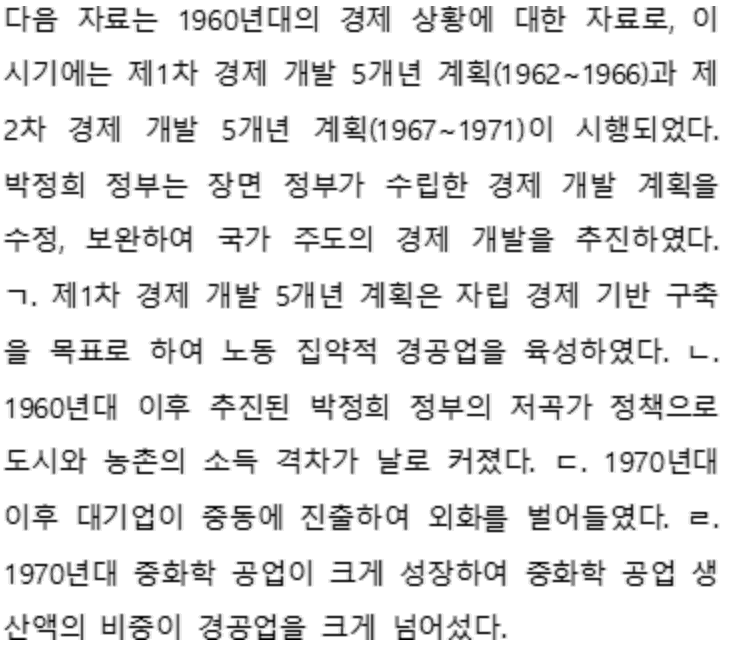 다음 자료는 1960년대의 경제 상황에 대한 자료로, 이
시기에는 제1차 경제 개발 5개년 계획(1962~1966)과 제
2차 경제 개발 5개년 계획(1967~1971)이 시행되었다.
박정희 정부는 장면 정부가 수립한 경제 개발 계획을
수정, 보완하여 국가 주도의 경제 개발을 추진하였다.
ㄱ. 제1차 경제 개발 5개년 계획은 자립 경제 기반 구축
을 목표로 하여 노동 집약적 경공업을 육성하였다. ㄴ.
1960년대 이후 추진된 박정희 정부의 저곡가 정책으로
도시와 농촌의 소득 격차가 날로 커졌다. ㄷ. 1970년대
이후 대기업이 중동에 진출하여 외화를 벌어들였다. ㄹ.
1970년대 중화학 공업이 크게 성장하여 중화학 공업 생
산액의 비중이 경공업을 크게 넘어섰다.